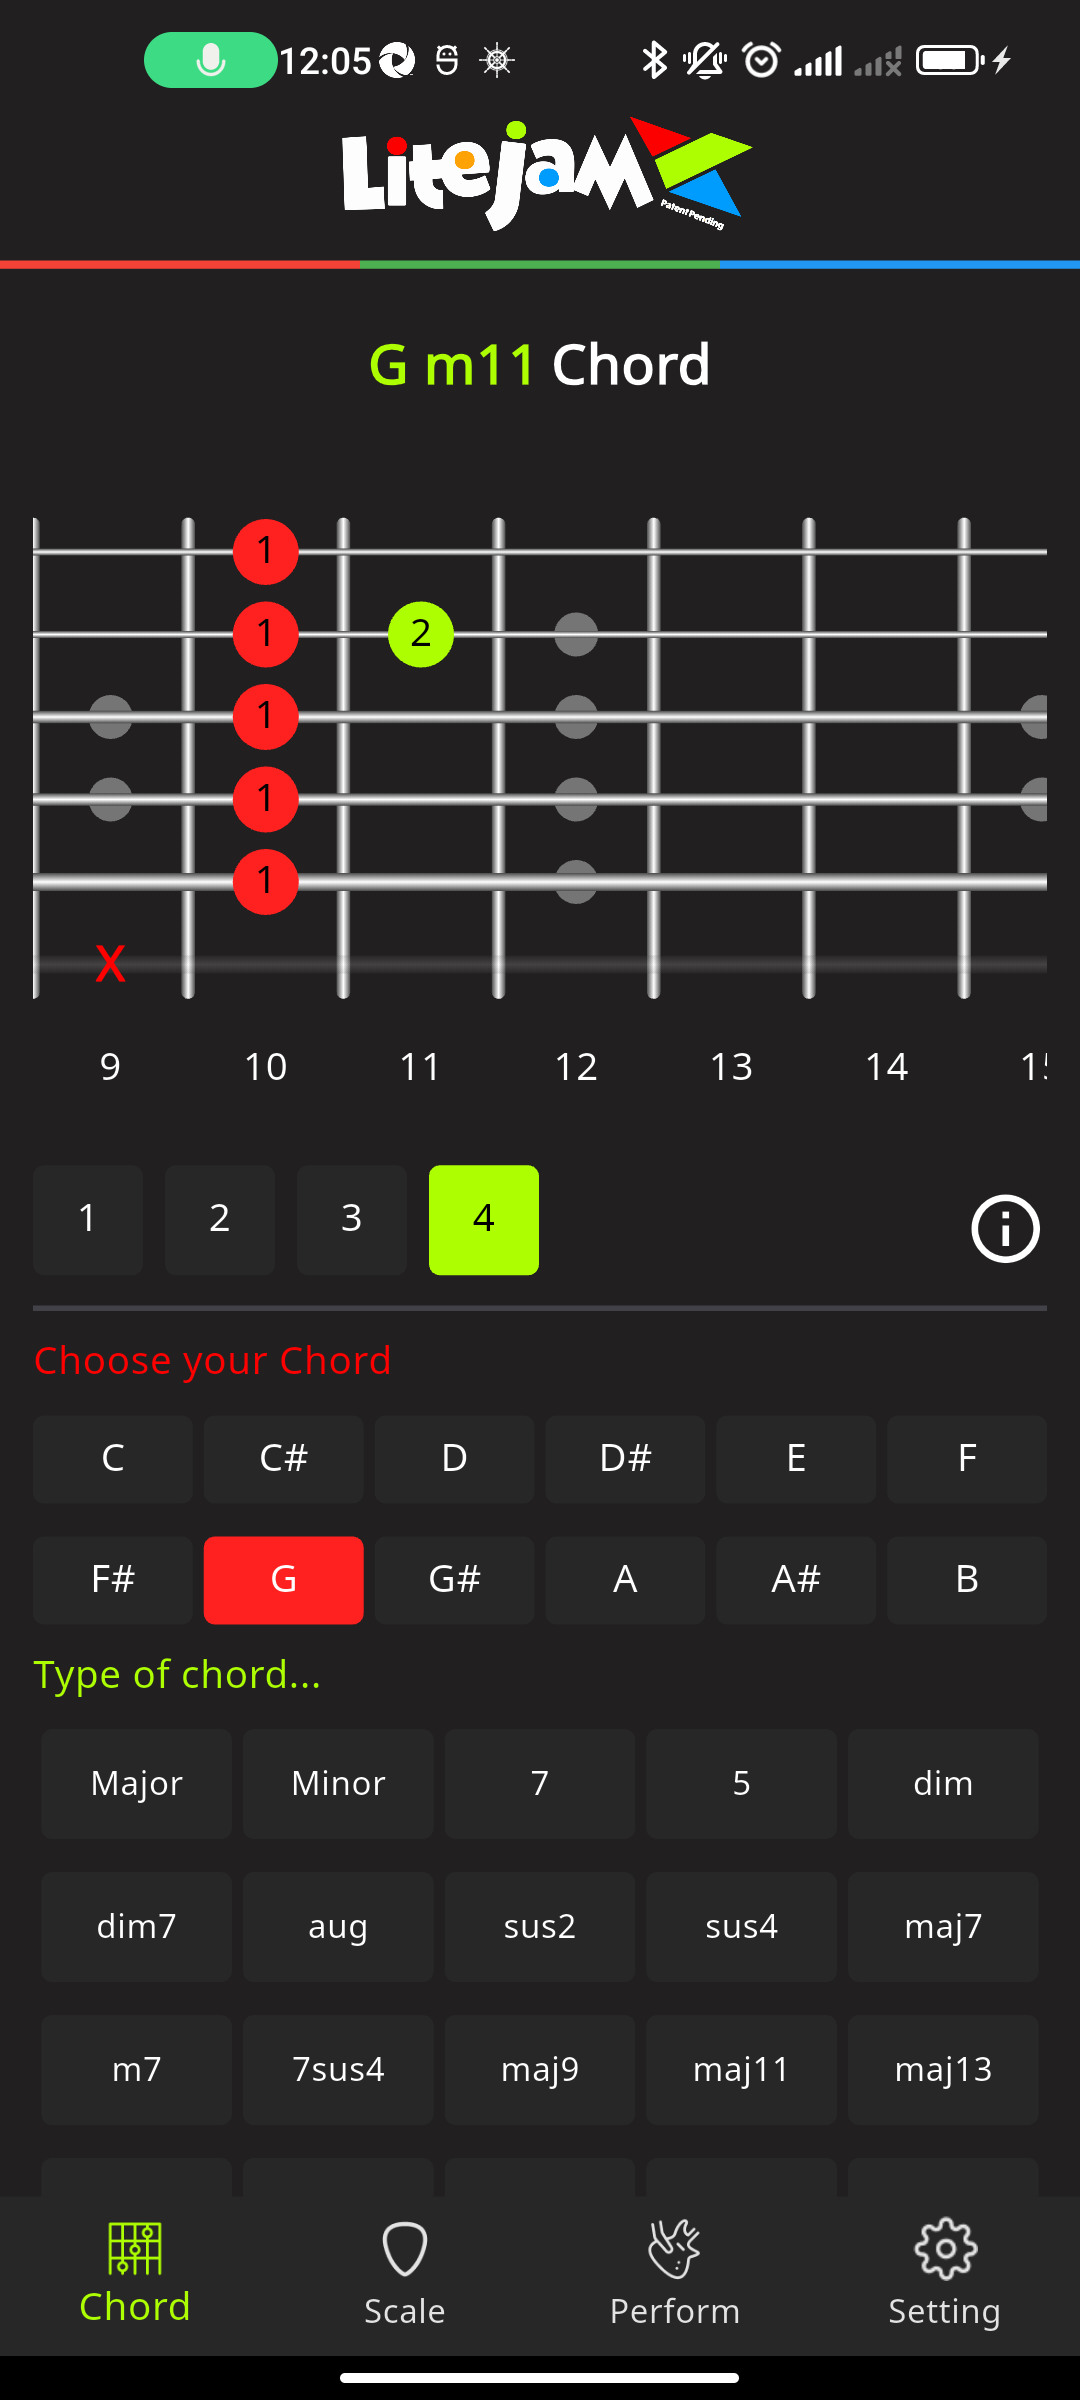 12:05
Litejam
Patent Pending
G m11 Chord
1
1 2
1
1
1
X
9 10 11 12 13 14 15
1 2 3 4
Choose your Chord
C C# D D# E F
F# G G# A A# B
Type of chord...
Major Minor 7 5 dim
dim7 aug sus2 sus4 maj7
m7 7sus4 maj9 maj11 maj13
Chord Scale Perform Setting